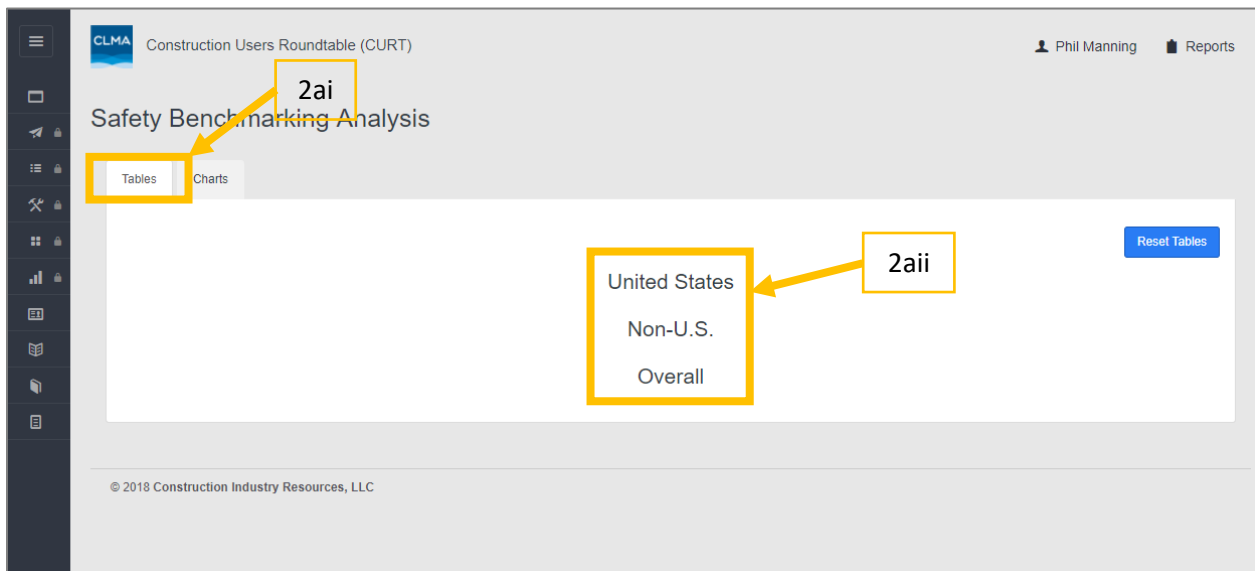 CLMA
Construction Users Roundtable (CURT)
Phil Manning
Reports
2ai
Safety Benchmarking Analysis
Tables
Charts
Reset Tables
2aii
United States
Non-U.S.
Overall
© 2018 Construction Industry Resources, LLC